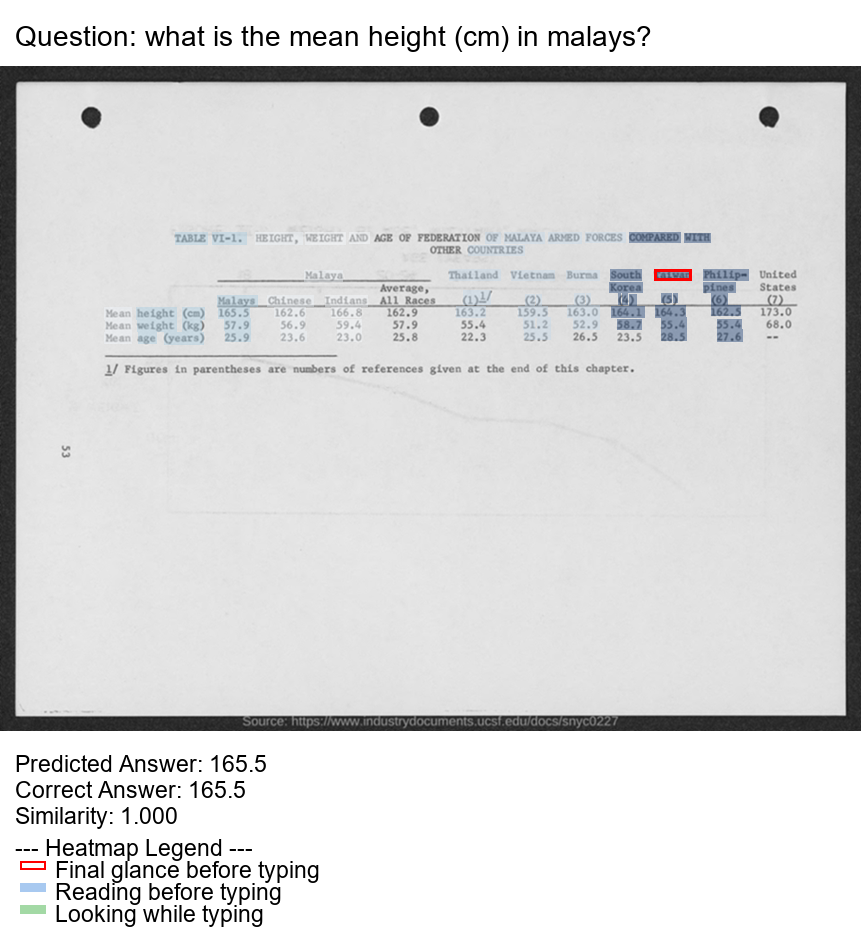 Question: what is the mean height (cm) in malays?
TABLE VI-1. HEIGHT, WEIGHT AND AGE OF FEDERATION OF MALAYA ARMED FORCES COMPARED WITH
OTHER COUNTRIES
Malaya Thailand Vietnam Burma South Taiwan Philip- United
Average, Korea pines States
Malays Chinese Indians All Races (1)1/ (2) (3) (4) (5) (6) (7)
Mean height (cm) 165.5 162.6 166.8 162.9 163.2 159.5 163.0 164.1 164.3 162.5 173.0
Mean weight (kg) 57.9 56.9 59.4 57.9 55.4 51.2 52.9 58.7 55.4 55.4 68.0
Mean age (years) 25.9 23.6 23.0 25.8 22.3 25.5 26.5 23.5 28.5 27.6 --
1/ Figures in parentheses are numbers of references given at the end of this chapter.
53
Source: https://www.industrydocuments.ucsf.edu/docs/snyc0227
Predicted Answer: 165.5
Correct Answer: 165.5
Similarity: 1.000
--- Heatmap Legend ---
Final glance before typing
Reading before typing
Looking while typing